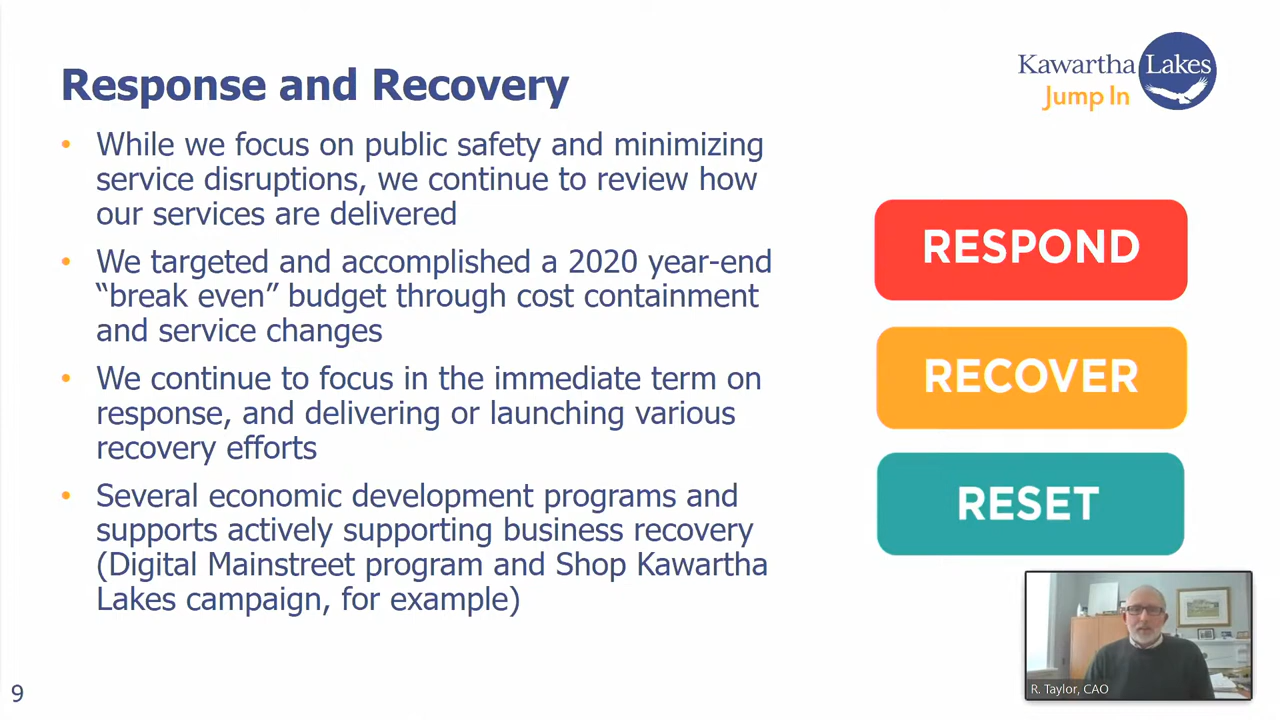 Response and Recovery
Kawartha Lakes
Jump In
• While we focus on public safety and minimizing
service disruptions, we continue to review how
our services are delivered
• We targeted and accomplished a 2020 year-end
“break even” budget through cost containment
and service changes
• We continue to focus in the immediate term on
response, and delivering or launching various
recovery efforts
• Several economic development programs and
supports actively supporting business recovery
(Digital Mainstreet program and Shop Kawartha
Lakes campaign, for example)
RESPOND
RECOVER
RESET
R. Taylor, CAO
9